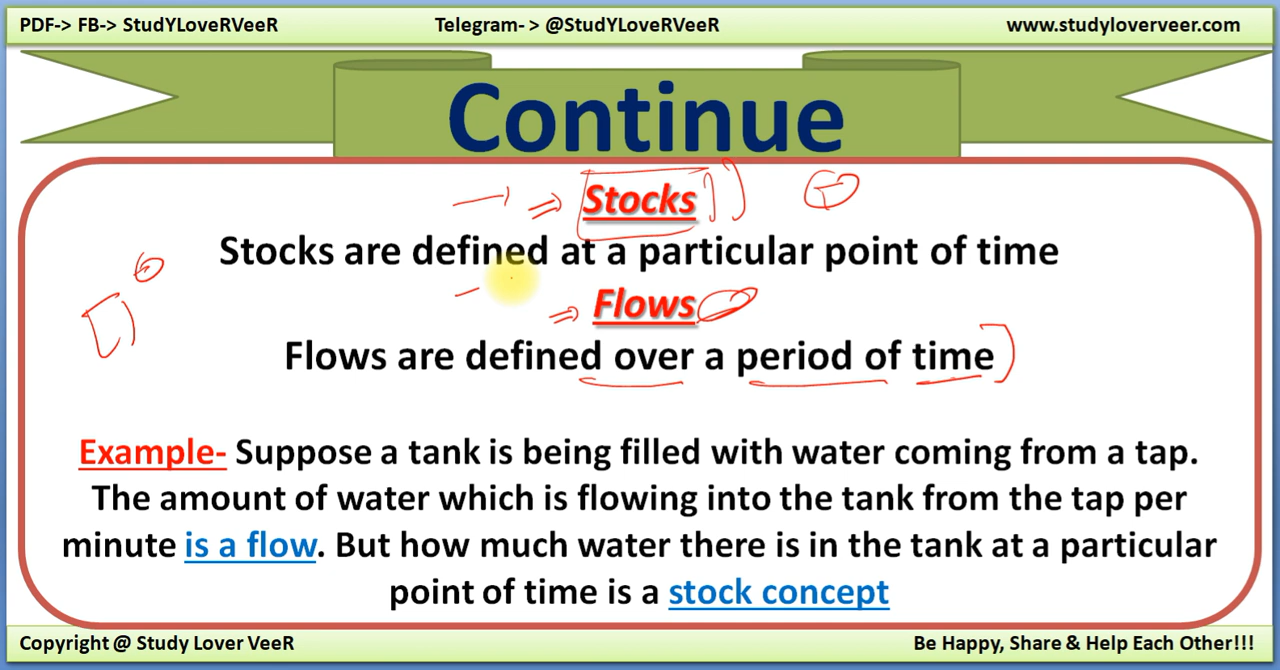 PDF-> FB-> StudYLoveRVeeR
Telegram- > @StudYLoveRVeeR
www.studyloverveer.com
Continue
Stocks
Stocks are defined at a particular point of time
Flows
Flows are defined over a period of time
Example- Suppose a tank is being filled with water coming from a tap.
The amount of water which is flowing into the tank from the tap per
minute is a flow. But how much water there is in the tank at a particular
point of time is a stock concept
Copyright @ Study Lover VeeR
Be Happy, Share & Help Each Other!!!